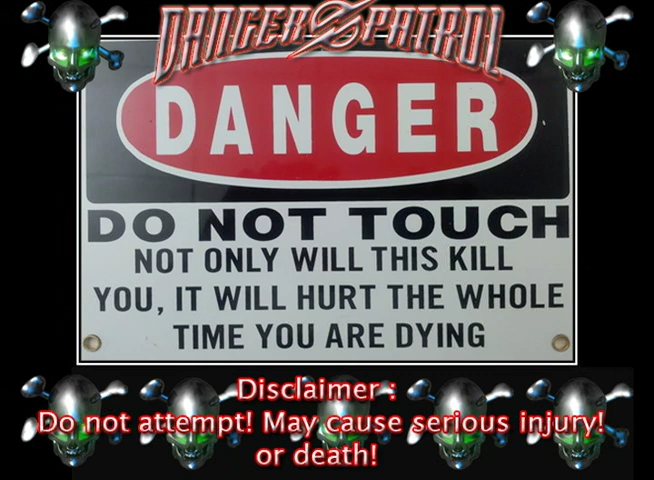 DANGER PATROL
DANGER
DO NOT TOUCH
NOT ONLY WILL THIS KILL
YOU, IT WILL HURT THE WHOLE
TIME YOU ARE DYING
Disclaimer :
Do not attempt! May cause serious injury!
or death!